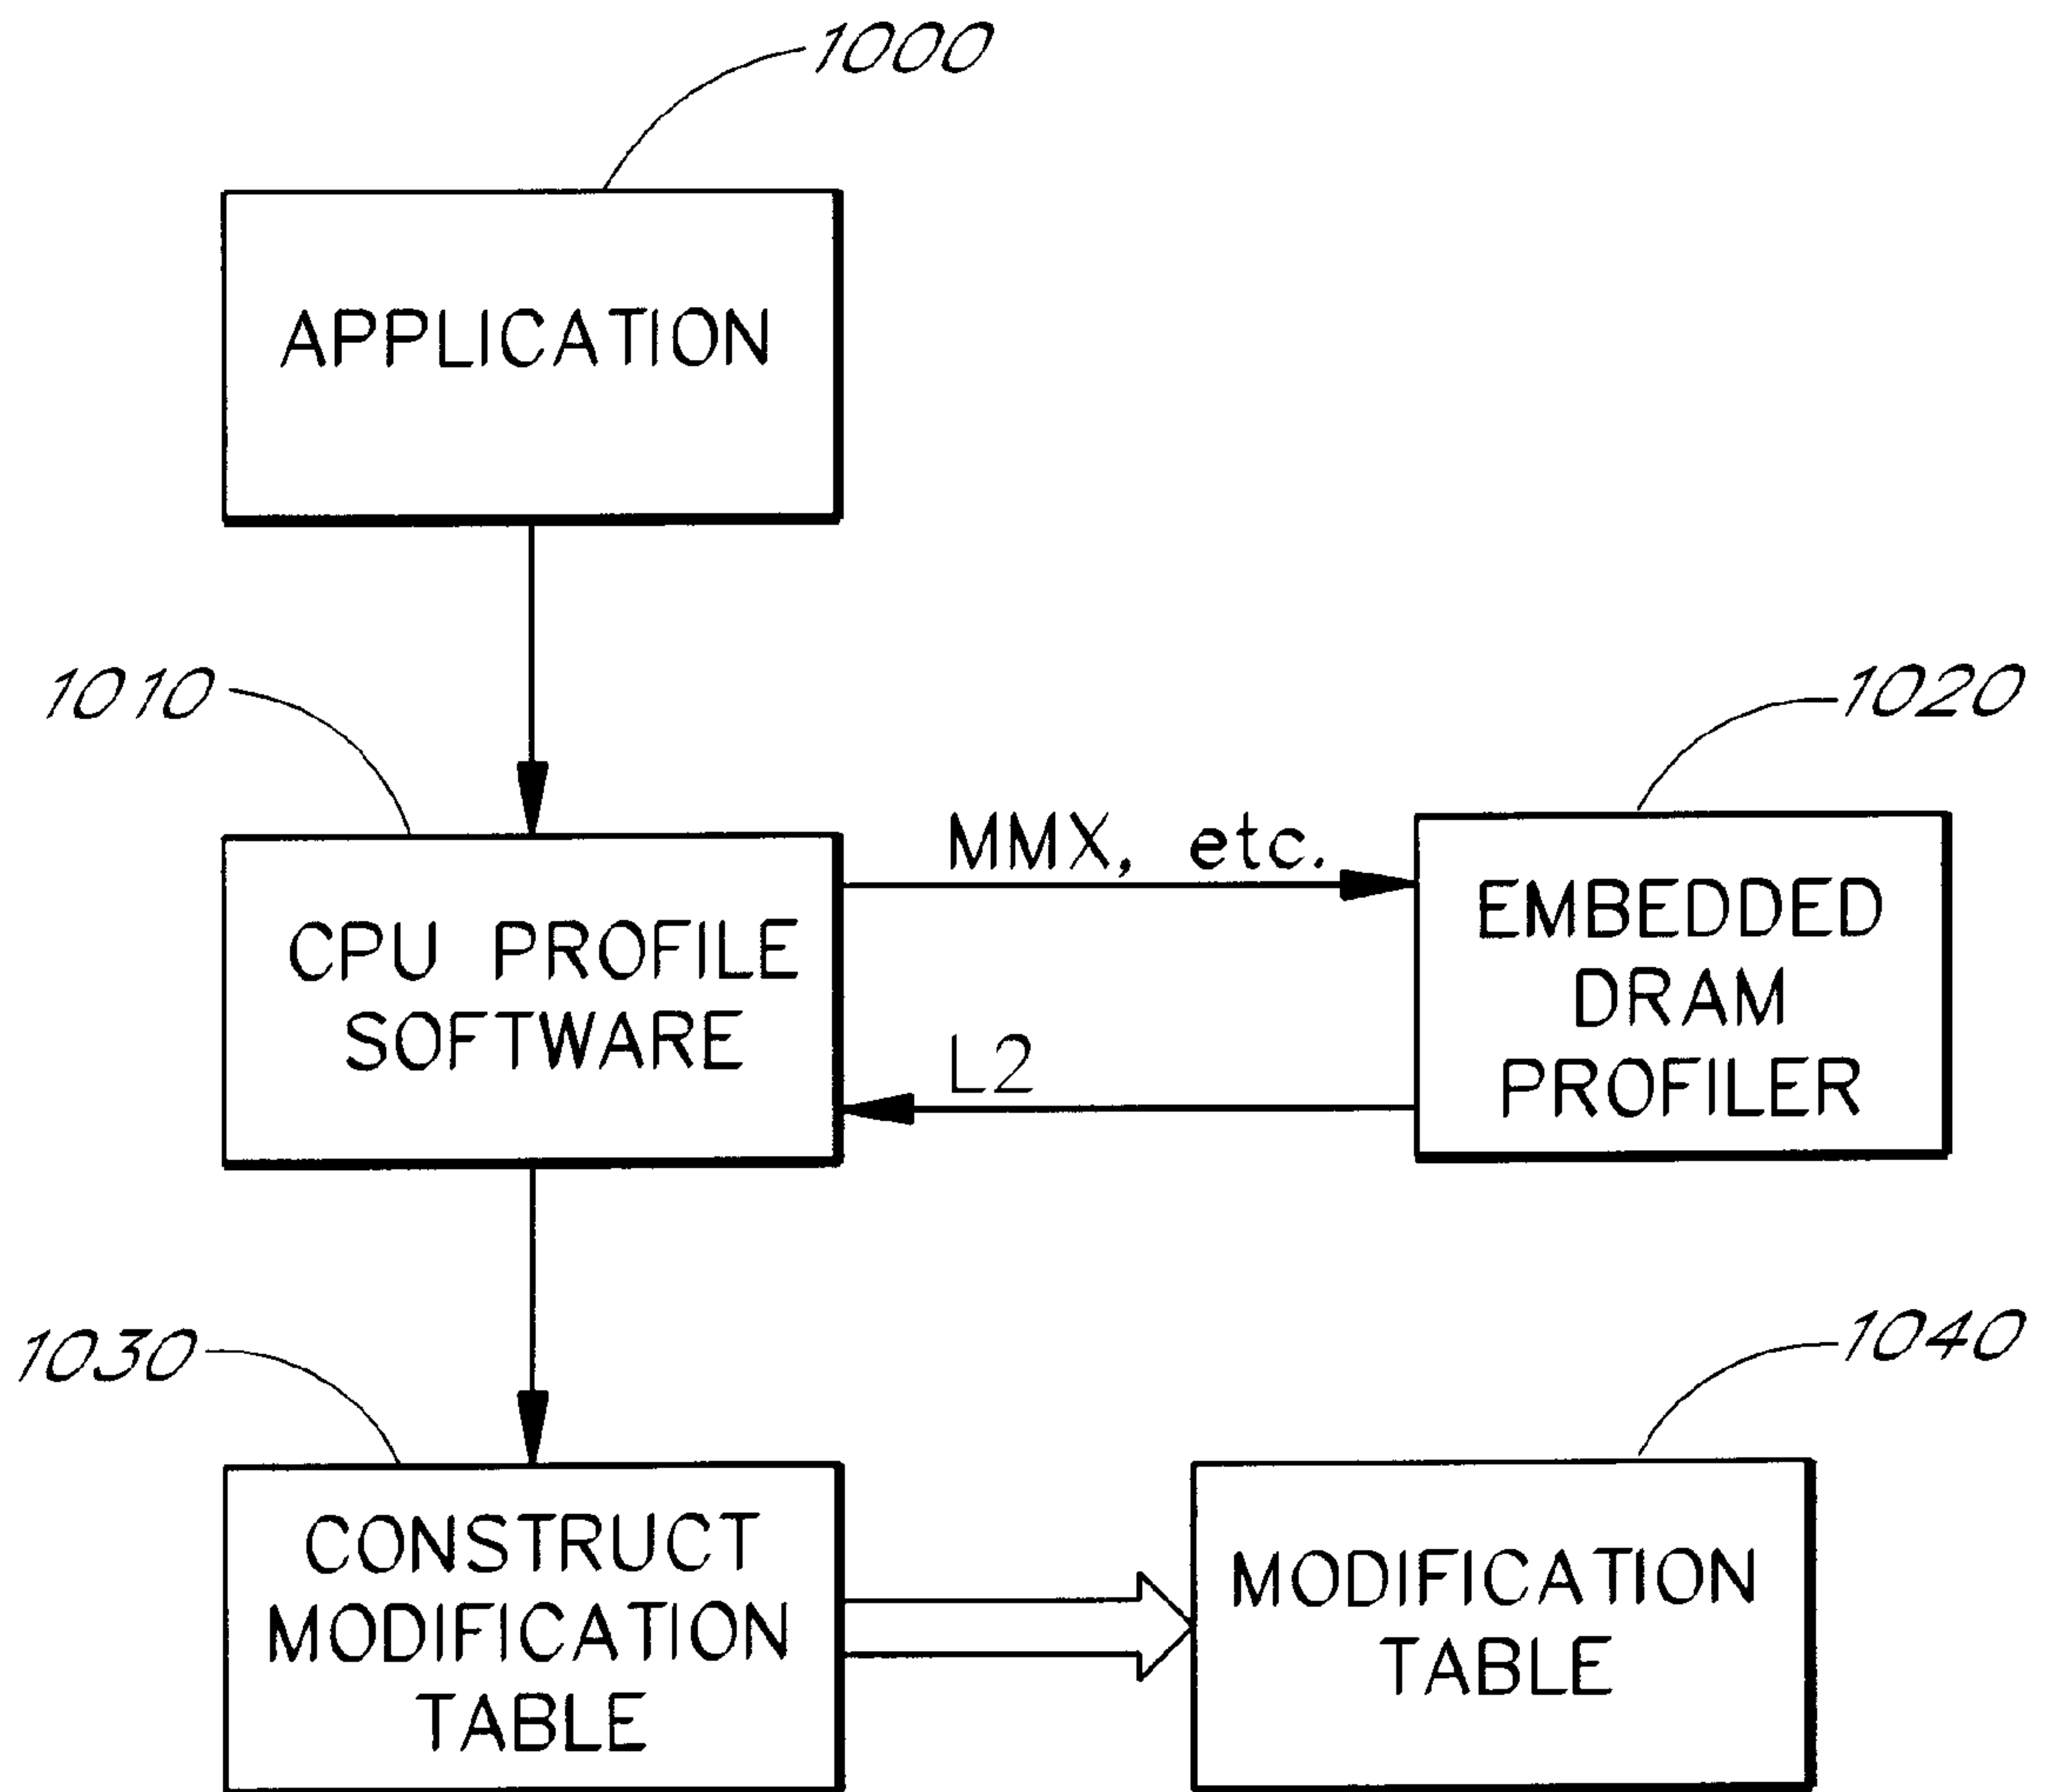 1000
APPLICATION
1010
1020
MMX, etc.
CPU PROFILE
SOFTWARE
L2
EMBEDDED
DRAM
PROFILER
1030
1040
CONSTRUCT
MODIFICATION
TABLE
MODIFICATION
TABLE